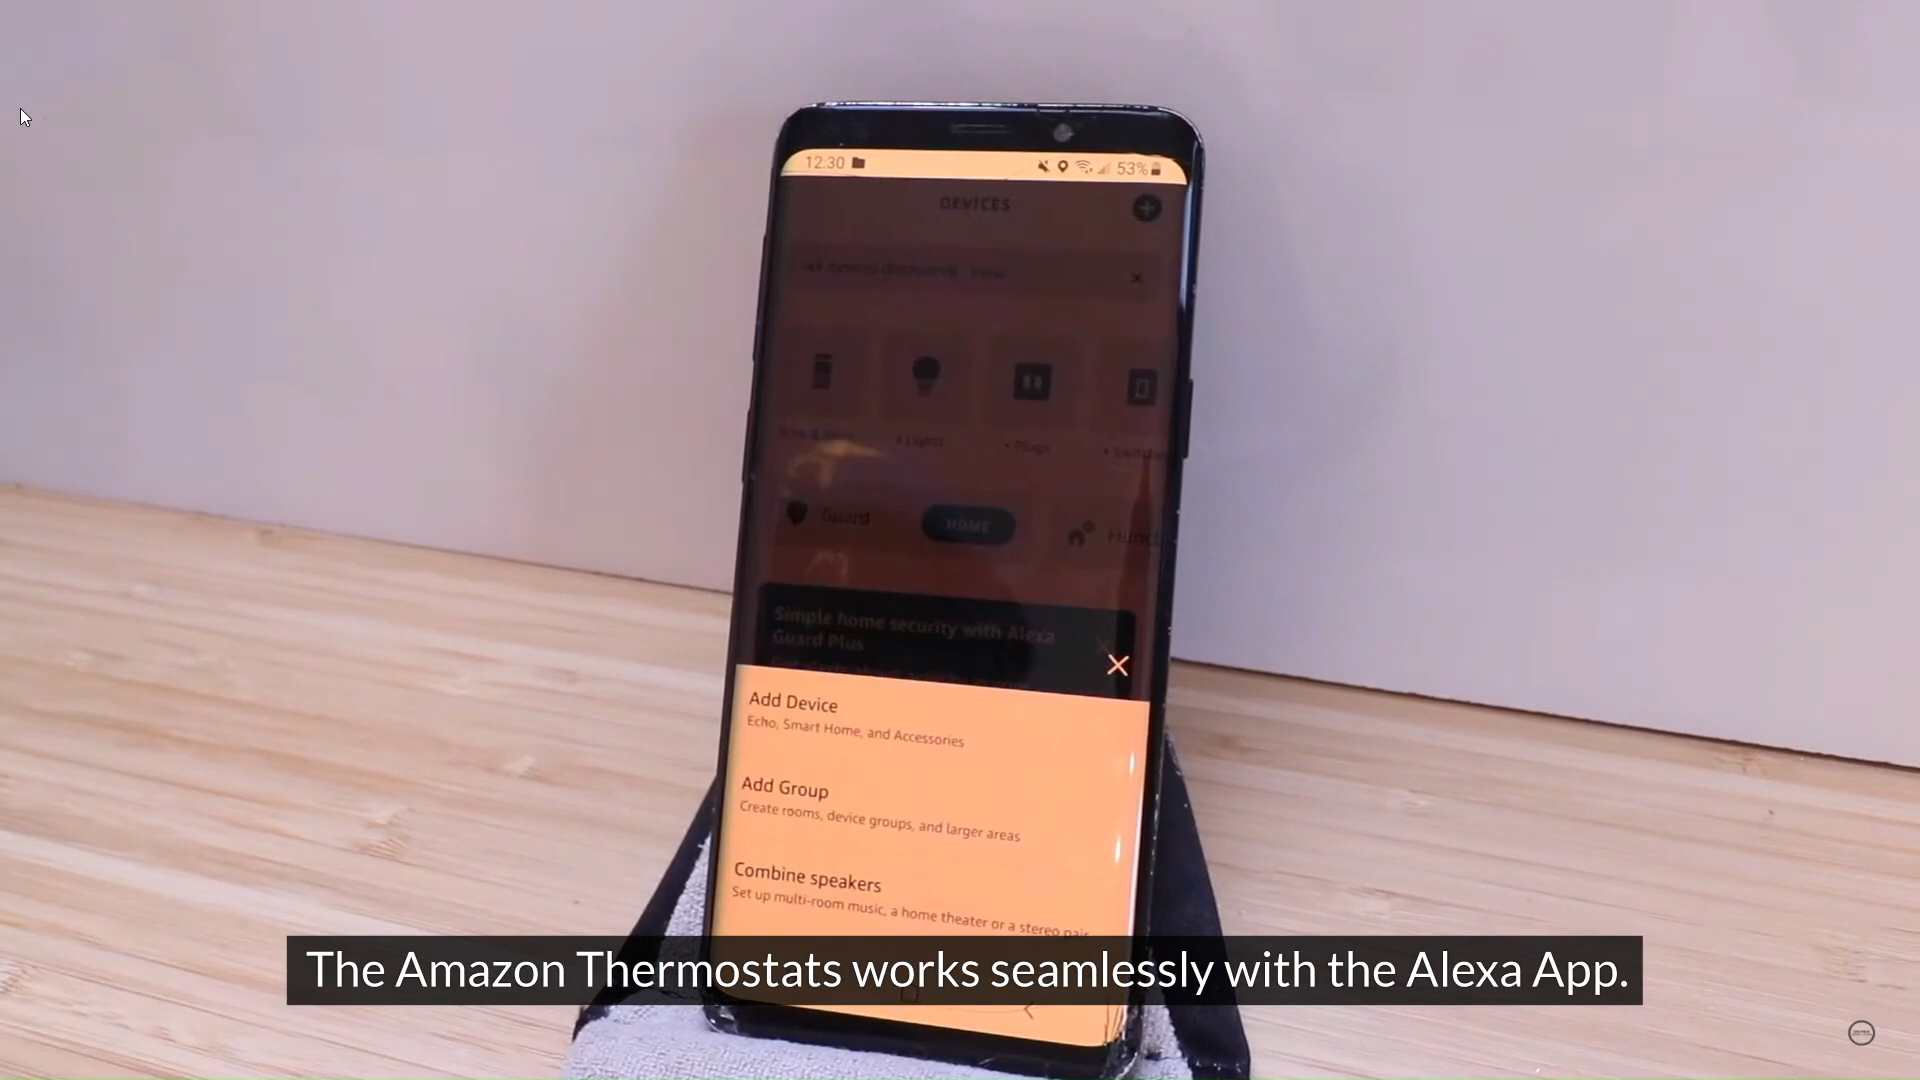 12:30
53%
DEVICES
• Lights
• Plugs
Guard
HOME
Simple home security with Alexa
Guard Plus
Add Device
Echo, Smart Home, and Accessories
Add Group
Create rooms, device groups, and larger areas
Combine speakers
Set up multi-room music, a home theater or a stereo pair
The Amazon Thermostats works seamlessly with the Alexa App.